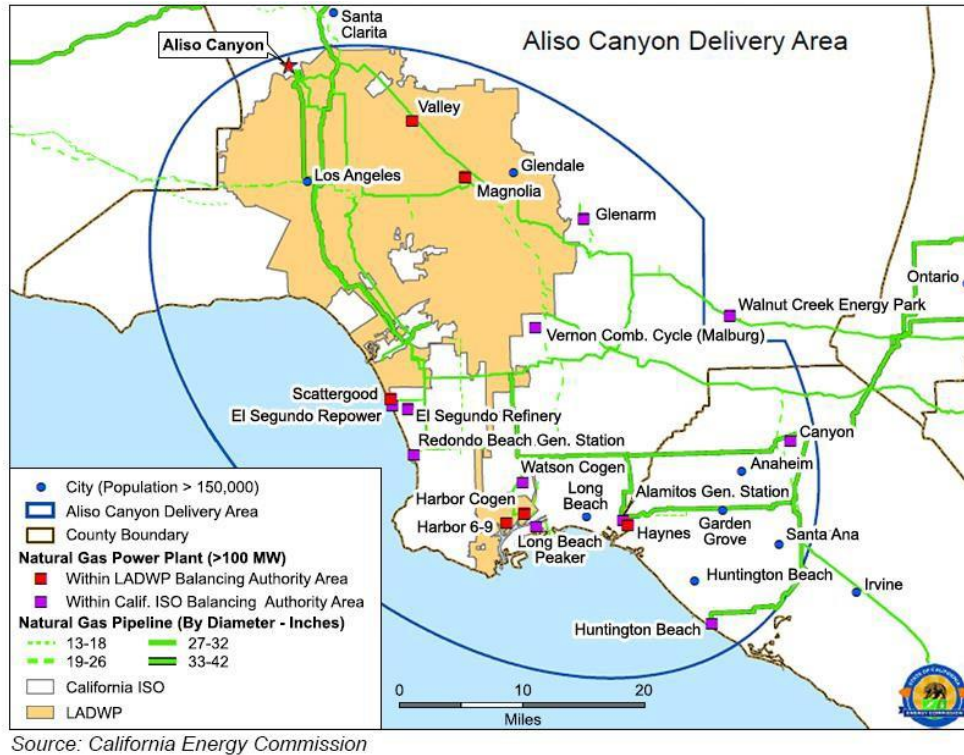 Santa
Clarita
Aliso Canyon
Aliso Canyon Delivery Area
Valley
Glendale
Los Angeles
Magnolia
Glenarm
Ontario
Walnut Creek Energy Park
Vernon Comb. Cycle (Malburg)
Scattergood
El Segundo Repower
El Segundo Refinery
Redondo Beach Gen. Station
Canyon
Watson Cogen
Anaheim
Harbor Cogen
Long
Beach
Alamitos Gen. Station
Harbor 6-9
Haynes
Garden
Grove
Long Beach
Peaker
Santa Ana
Huntington Beach
Irvine
Huntington Beach
City (Population > 150,000)
Aliso Canyon Delivery Area
County Boundary
Natural Gas Power Plant (>100 MW)
Within LADWP Balancing Authority Area
Within Calif. ISO Balancing Authority Area
Natural Gas Pipeline (By Diameter - Inches)
13-18 27-32
19-26 33-42
California ISO
LADWP
0 10 20
Miles
STATE OF CALIFORNIA
ENERGY COMMISSION
Source: California Energy Commission